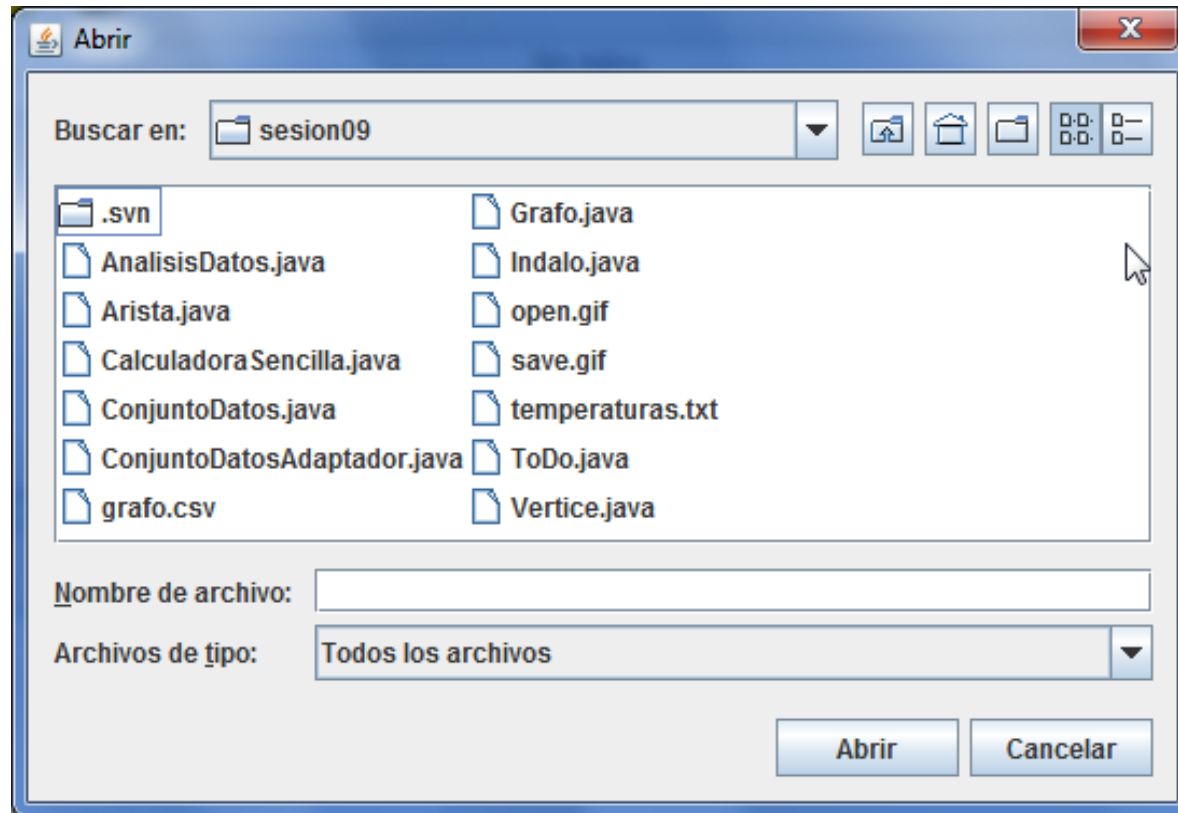 Abrir
Buscar en: sesion09
.svn
AnalisisDatos.java
Arista.java
CalculadoraSencilla.java
ConjuntoDatos.java
ConjuntoDatosAdaptador.java
grafo.csv
Grafo.java
Indalo.java
open.gif
save.gif
temperaturas.txt
ToDo.java
Vertice.java
Nombre de archivo:
Archivos de tipo: Todos los archivos
Abrir Cancelar